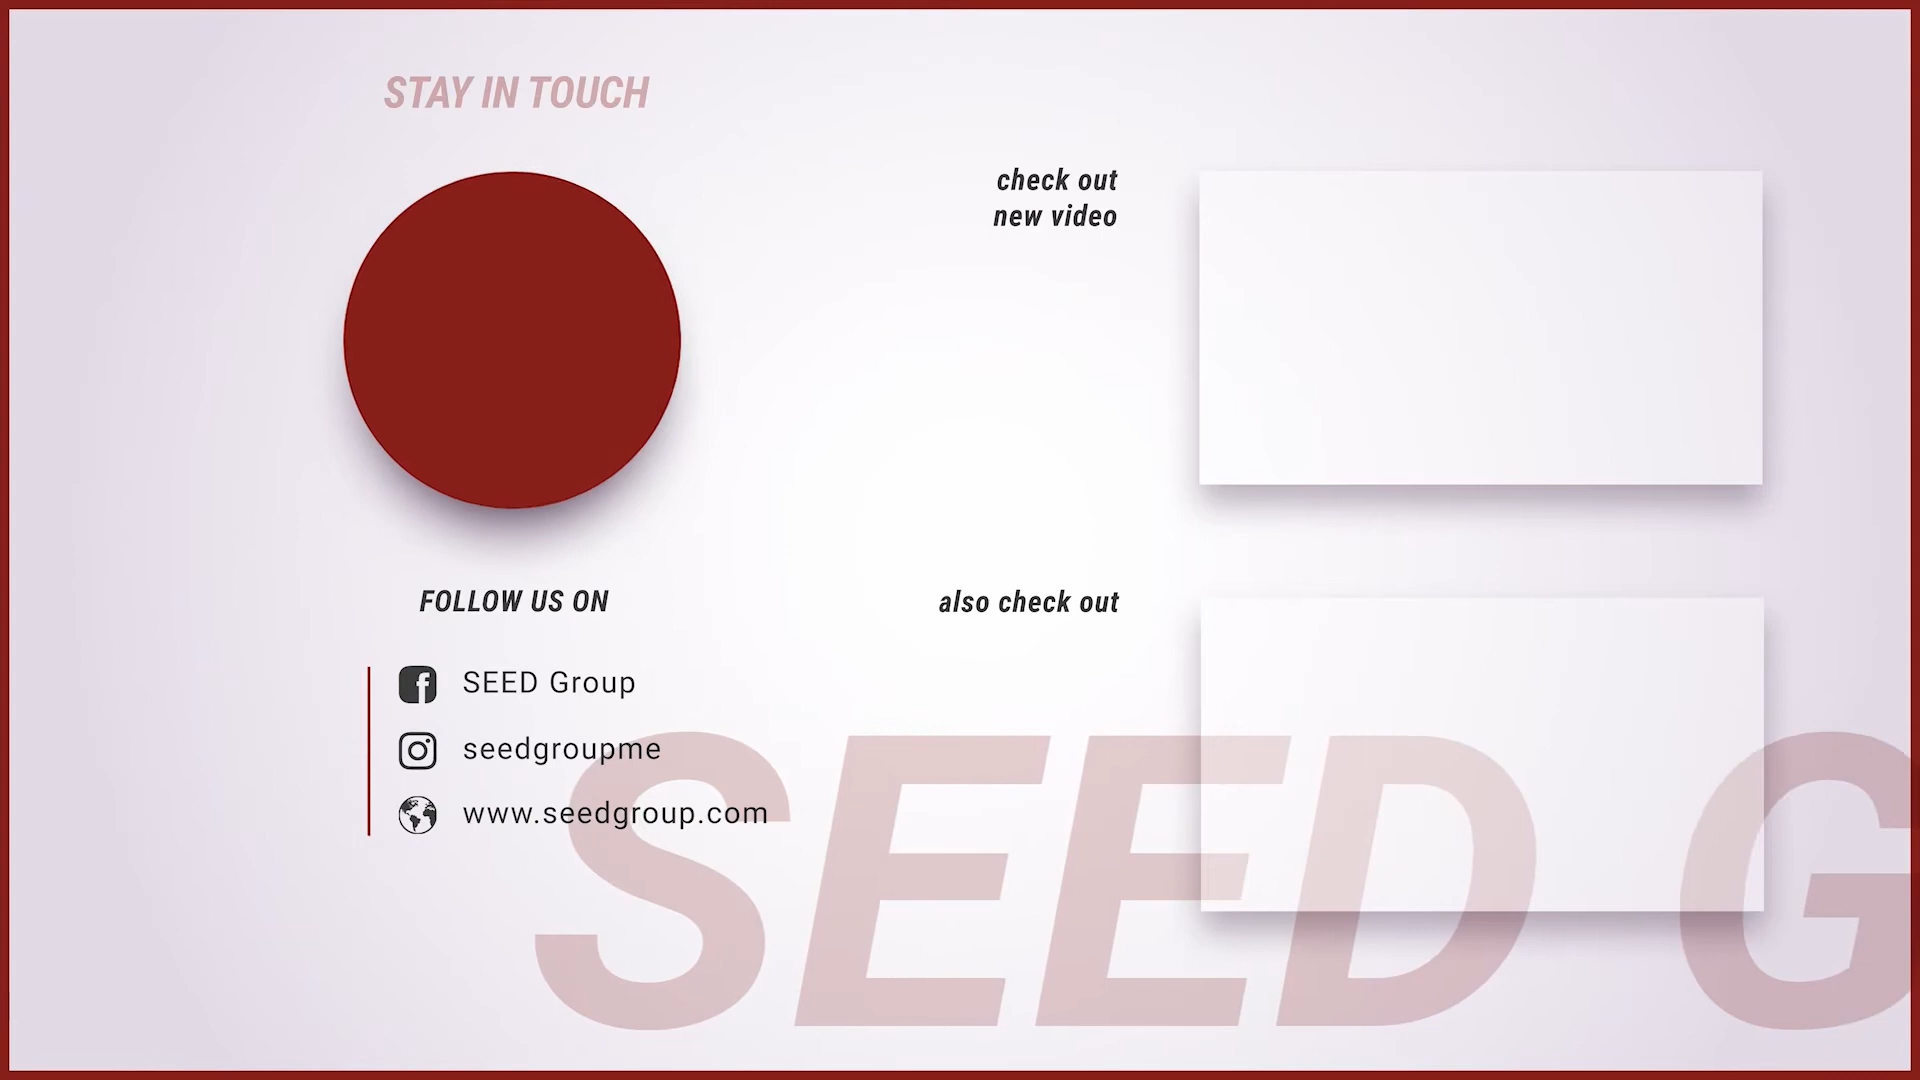 STAY IN TOUCH
check out
new video
FOLLOW US ON
also check out
SEED Group
seedgroupme
www.seedgroup.com
SEED G